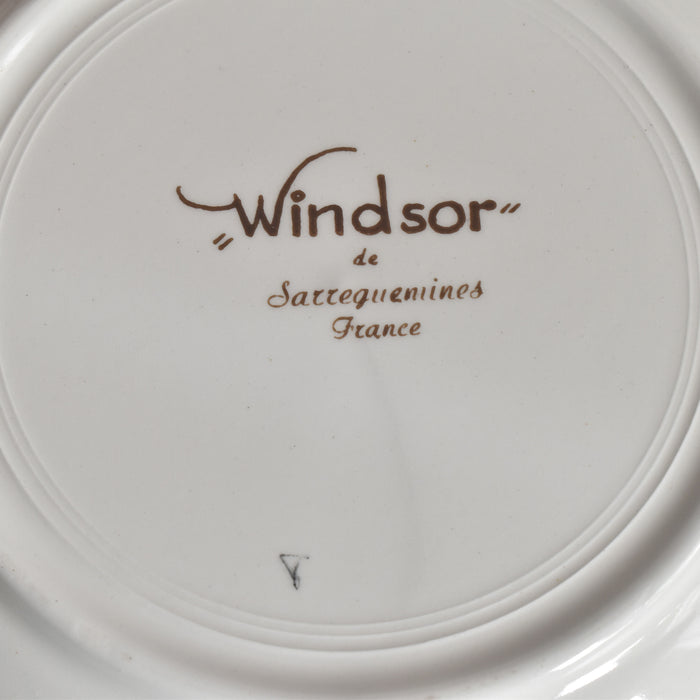 „Windsor"
de
Sarreguemines
France